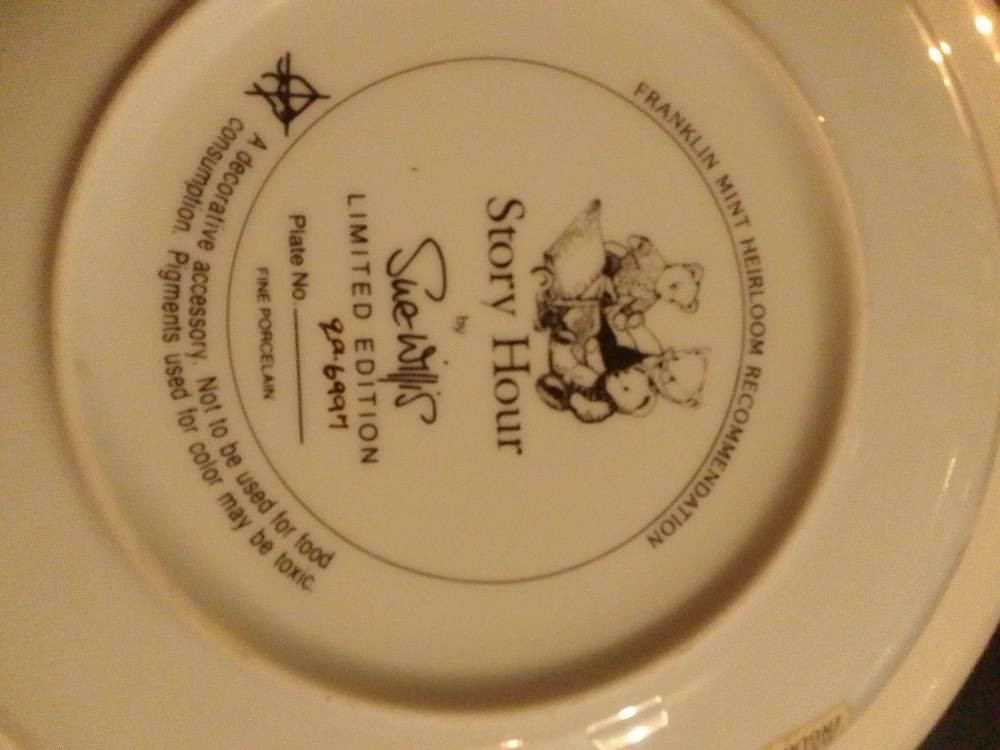 FRANKLIN MINT HEIRLOOM RECOMMENDATION
Story Hour
by
Sue Willis
LIMITED EDITION
Plate No.
FINE PORCELAIN
A decorative accessory. Not to be used for food
consumption. Pigments used for color may be toxic.